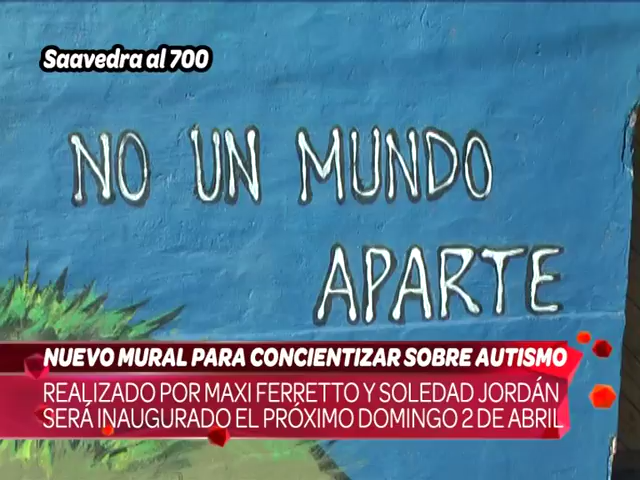 Saavedra al 700
NO UN MUNDO
APARTE
NUEVO MURAL PARA CONCIENTIZAR SOBRE AUTISMO
REALIZADO POR MAXI FERRETTO Y SOLEDAD JORDÁN
SERÁ INAUGURADO EL PRÓXIMO DOMINGO 2 DE ABRIL